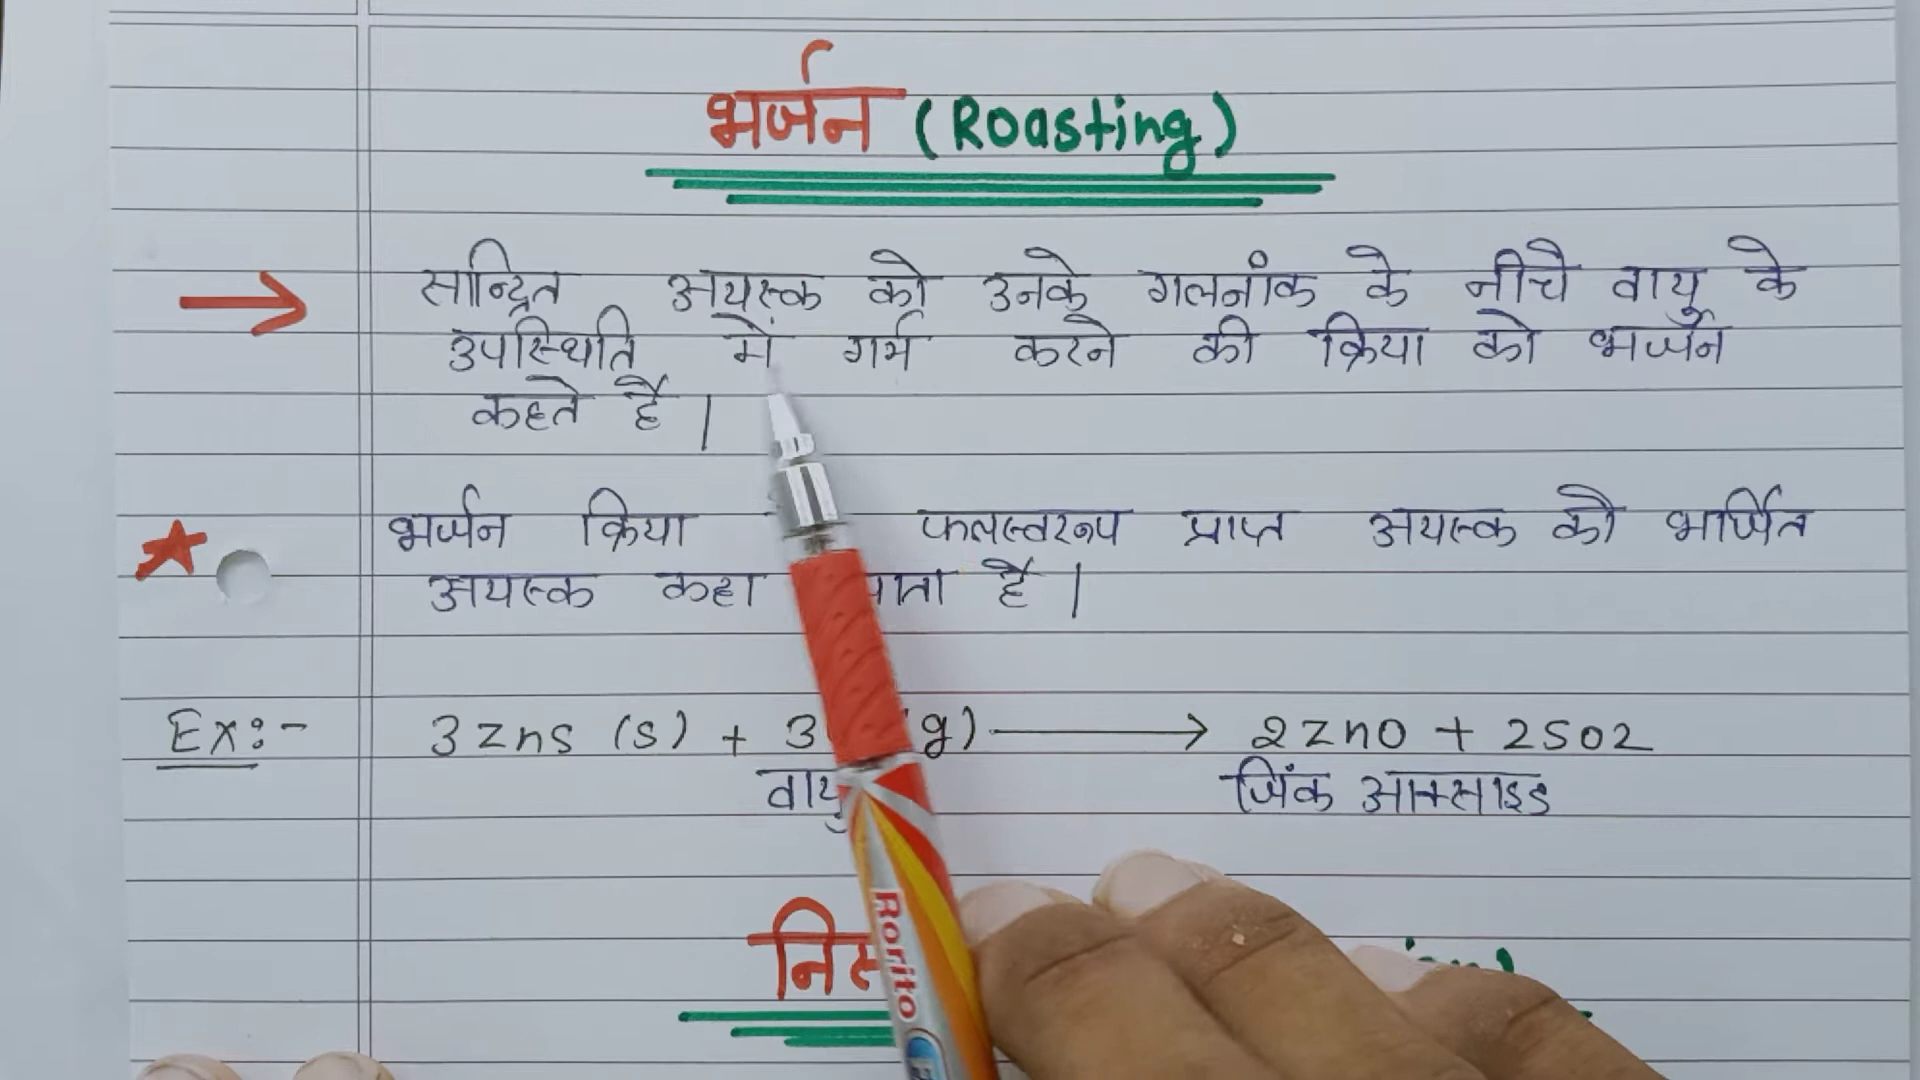 भर्जन (Roasting)
सान्द्रित अयस्क को उनके गलनांक के नीचे वायु के
उपस्थिति में गर्म करने की क्रिया को भर्जन
कहते हैं |
भर्जन क्रिया फलस्वरूप प्राप्त अयस्क को भर्जित
अयस्क कहा है |
Ex:- 3zns (s) + 3 (g) → 2zno + 2so2
वायु जिंक आक्साइड
Rorito